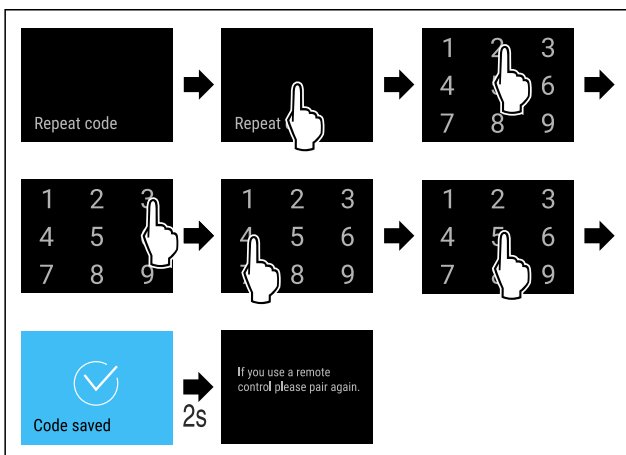 Repeat code
Repeat
1 2 3
4 6
7 8 9
1 2 3
4 5
7 8 9
1 2 3
4 5 6
8 9
1 2 3
4 5 6
7 9
Code saved
2s
If you use a remote
control please pair again.